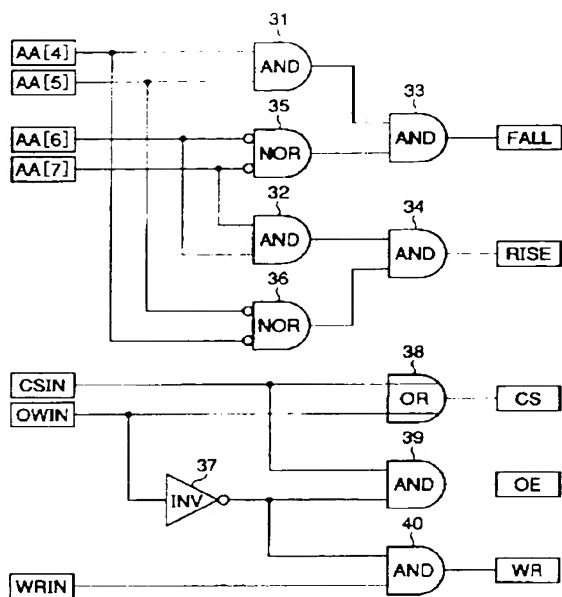 31
AA[4]
AND
33
AA[5]
35
AND
FALL
AA[6]
NOR
AA[7]
32
34
AND
AND
RISE
36
NOR
38
CSIN
OR
CS
OWIN
39
37
AND
OE
INV
40
AND
WR
WRIN